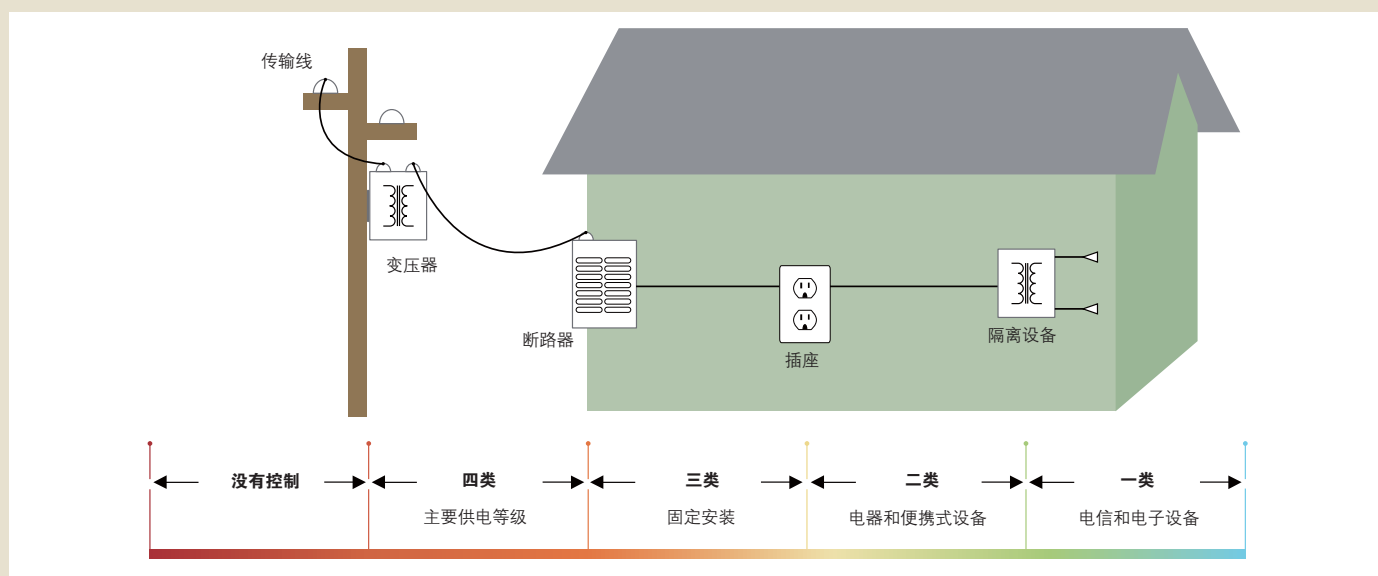 传输线
变压器
断路器
插座
隔离设备
没有控制
四类
三类
二类
一类
主要供电等级
固定安装
电器和便携式设备
电信和电子设备